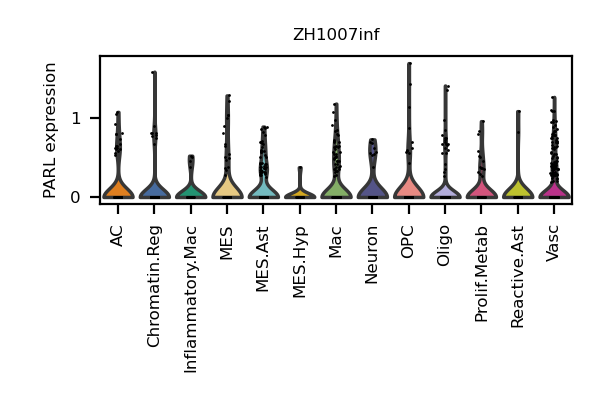 ZH1007inf
PARL expression
1
0
AC
Chromatin.Reg
Inflammatory.Mac
MES
MES.Ast
MES.Hyp
Mac
Neuron
OPC
Oligo
Prolif.Metab
Reactive.Ast
Vasc